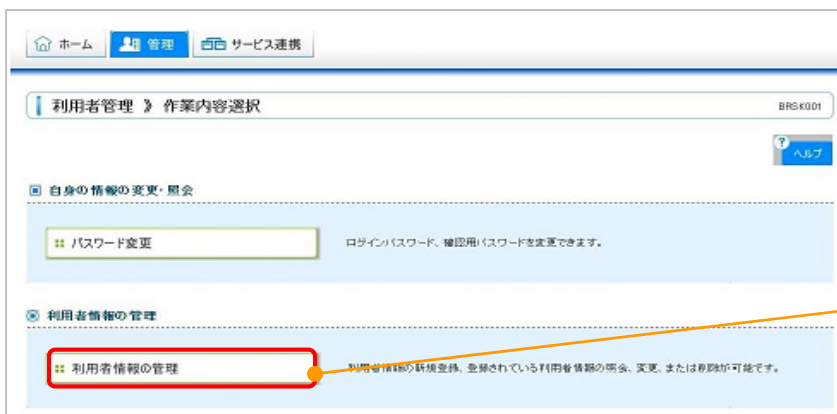 ホーム 管理 サービス連携
利用者管理 》 作業内容選択
BRSK001
? ヘルプ
自身の情報の変更・照会
パスワード変更
ログインパスワード、確認用パスワードを変更できます。
利用者情報の管理
利用者情報の管理
利用者情報の新規登録、登録されている利用者情報の照会、変更、または削除が可能です。